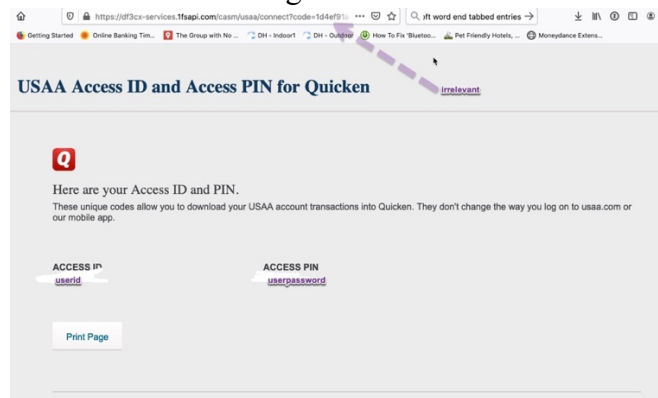 https://df3cx-services.1fsapi.com/casm/usaa/connect?code=1d4ef91
ft word end tabbed entries →
Getting Started Online Banking Tim... The Group with No ... DH - Indoor1 DH - Outdoor How To Fix 'Bluetoo... Pet Friendly Hotels, ... Moneydance Extens...
USAA Access ID and Access PIN for Quicken
irrelevant
Q
Here are your Access ID and PIN.
These unique codes allow you to download your USAA account transactions into Quicken. They don't change the way you log on to usaa.com or
our mobile app.
ACCESS ID
ACCESS PIN
userid
userpassword
Print Page